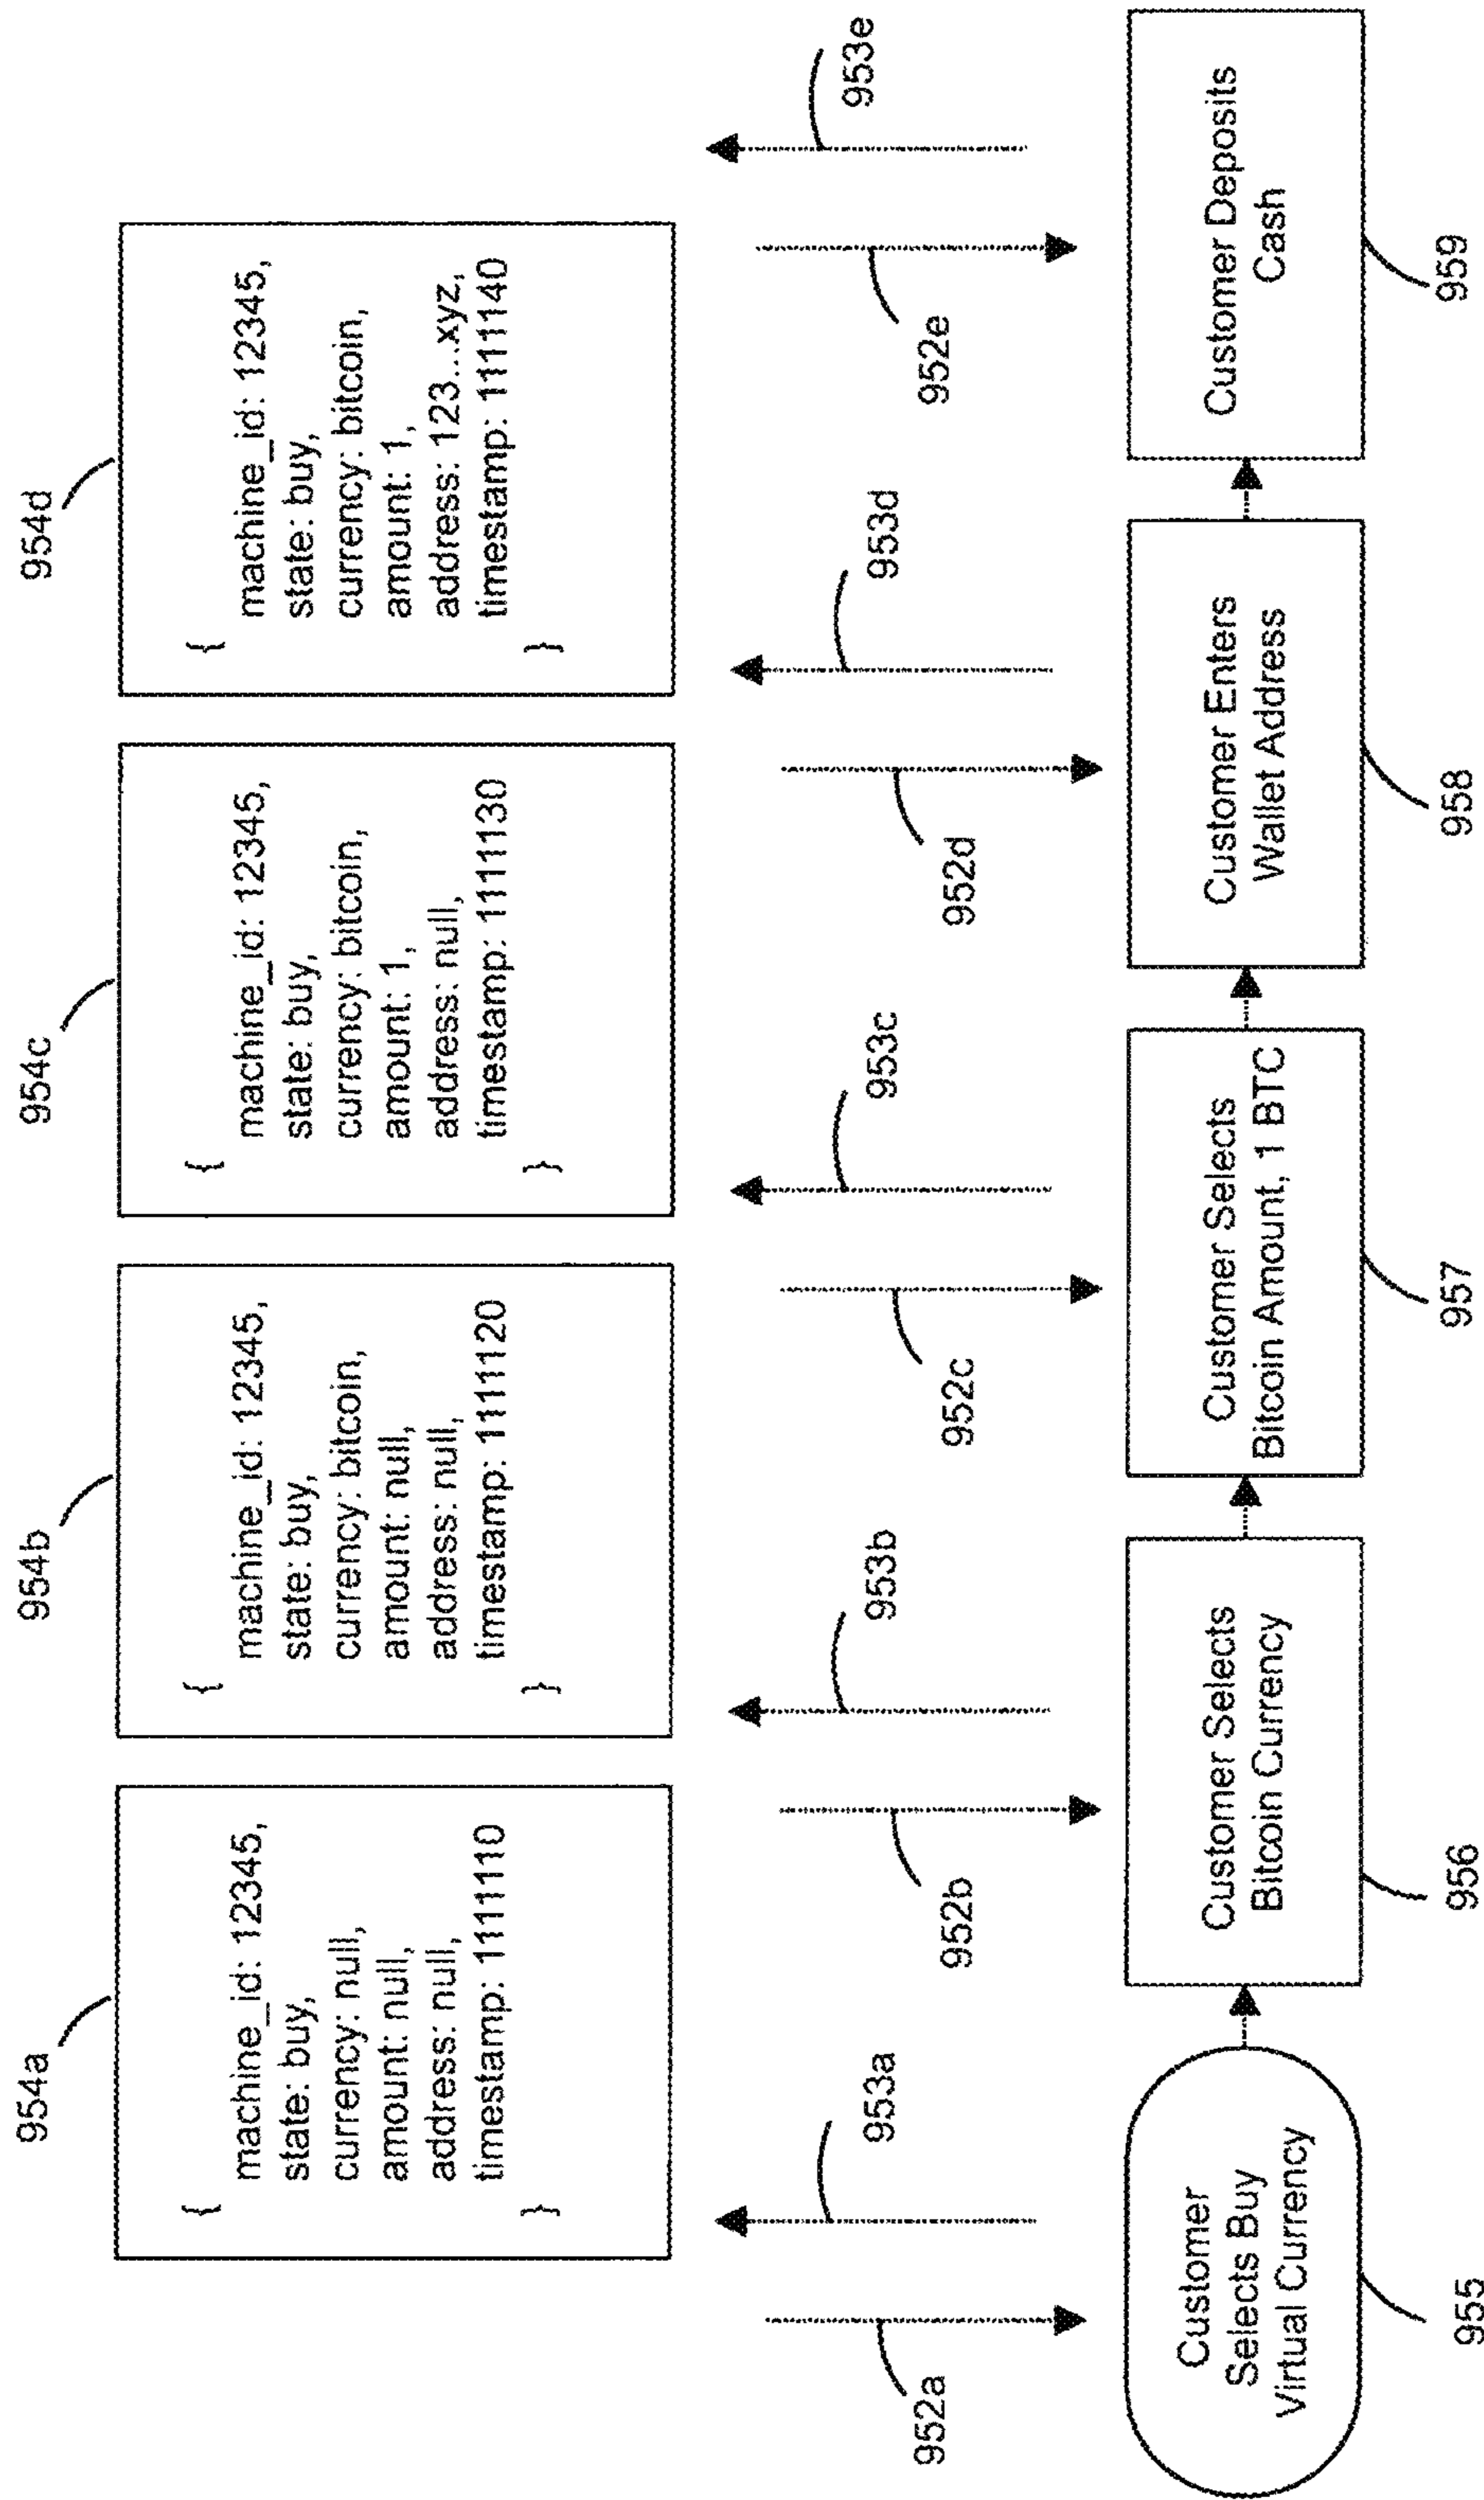 954a
{
machine_id: 12345,
state: buy,
currency: null,
amount: null,
address: null,
timestamp: 1111110
}
954b
{
machine_id: 12345,
state: buy,
currency: bitcoin,
amount: null,
address: null,
timestamp: 1111120
}
954c
{
machine_id: 12345,
state: buy,
currency: bitcoin,
amount: 1,
address: null,
timestamp: 1111130
}
954d
{
machine_id: 12345,
state: buy,
currency: bitcoin,
amount: 1,
address: 123...xyz,
timestamp: 1111140
}
952a
953a
952b
953b
952c
953c
952d
953d
952e
953e
Customer
Selects Buy
Virtual Currency
955
Customer Selects
Bitcoin Currency
956
Customer Selects
Bitcoin Amount, 1 BTC
957
Customer Enters
Wallet Address
958
Customer Deposits
Cash
959